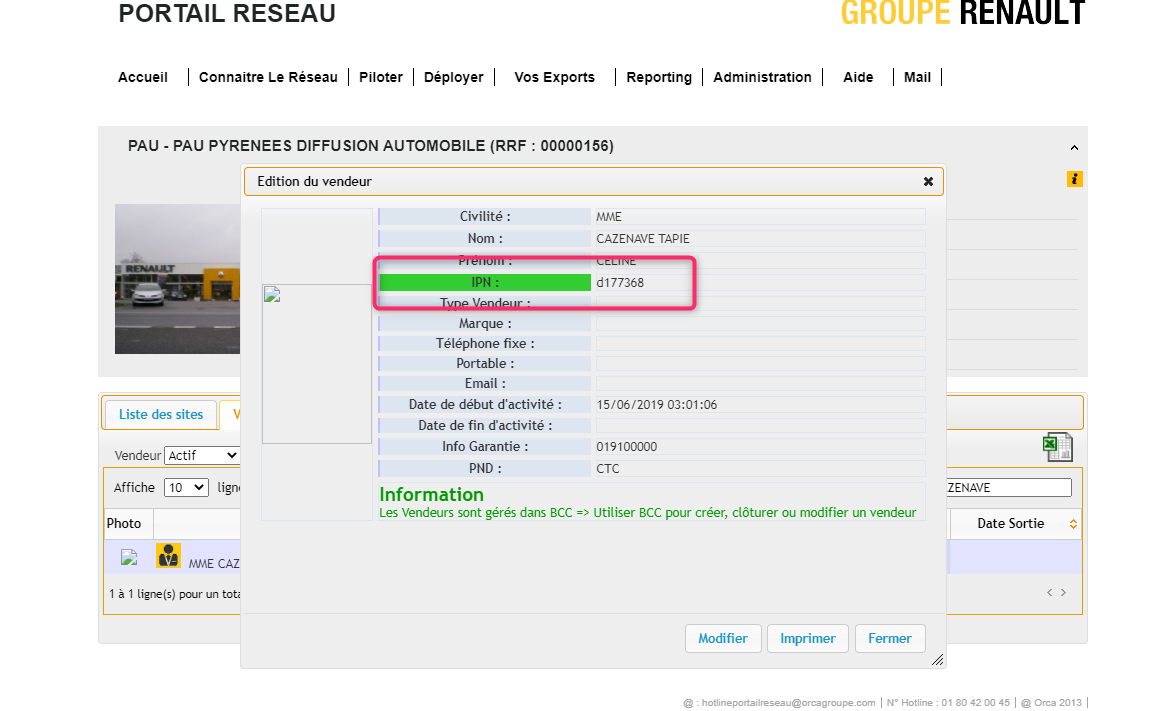 PORTAIL RESEAU
GROUPE RENAULT
Accueil Connaitre Le Réseau Piloter Déployer Vos Exports Reporting Administration Aide Mail
PAU - PAU PYRENEES DIFFUSION AUTOMOBILE (RRF : 00000156)
i
Edition du vendeur
RENAULT
Civilité : MME
Nom : CAZENAVE TAPIE
Prénom : CELINE
IPN : d177368
Type Vendeur :
Marque :
Téléphone fixe :
Portable :
Email :
Date de début d'activité : 15/06/2019 03:01:06
Date de fin d'activité :
Info Garantie : 019100000
PND : CTC
Information
Les Vendeurs sont gérés dans BCC => Utiliser BCC pour créer, clôturer ou modifier un vendeur
Liste des sites V
Vendeur Actif
Affiche 10 ligne ZENAVE
Photo Date Sortie
MME CAZ
1 à 1 ligne(s) pour un tota
Modifier Imprimer Fermer
@ : hotlineportailreseau@orcagroupe.com | N° Hotline : 01 80 42 00 45 | @ Orca 2013 |